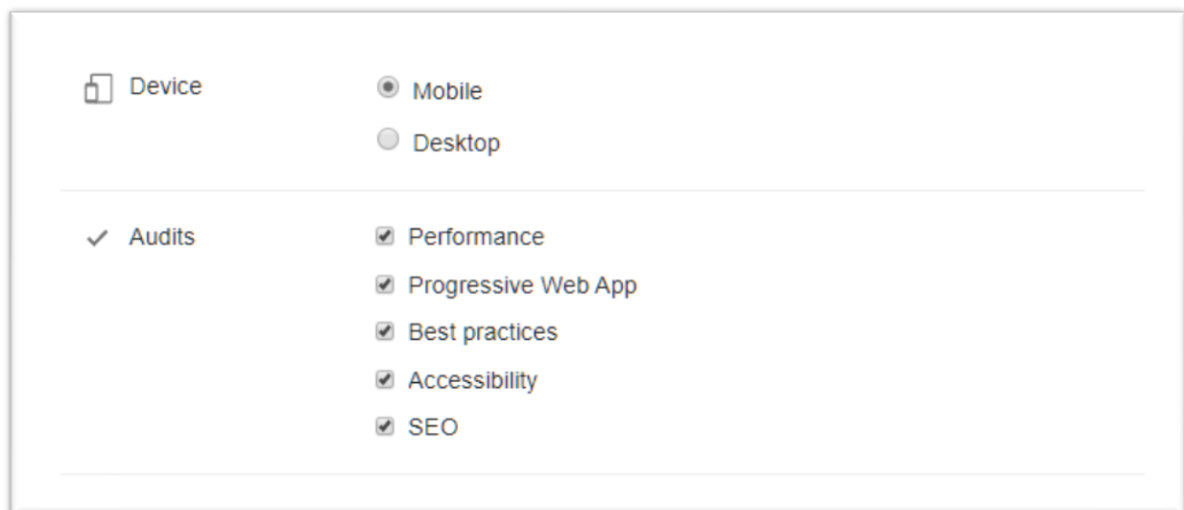 Device
Mobile
Desktop
Audits
Performance
Progressive Web App
Best practices
Accessibility
SEO